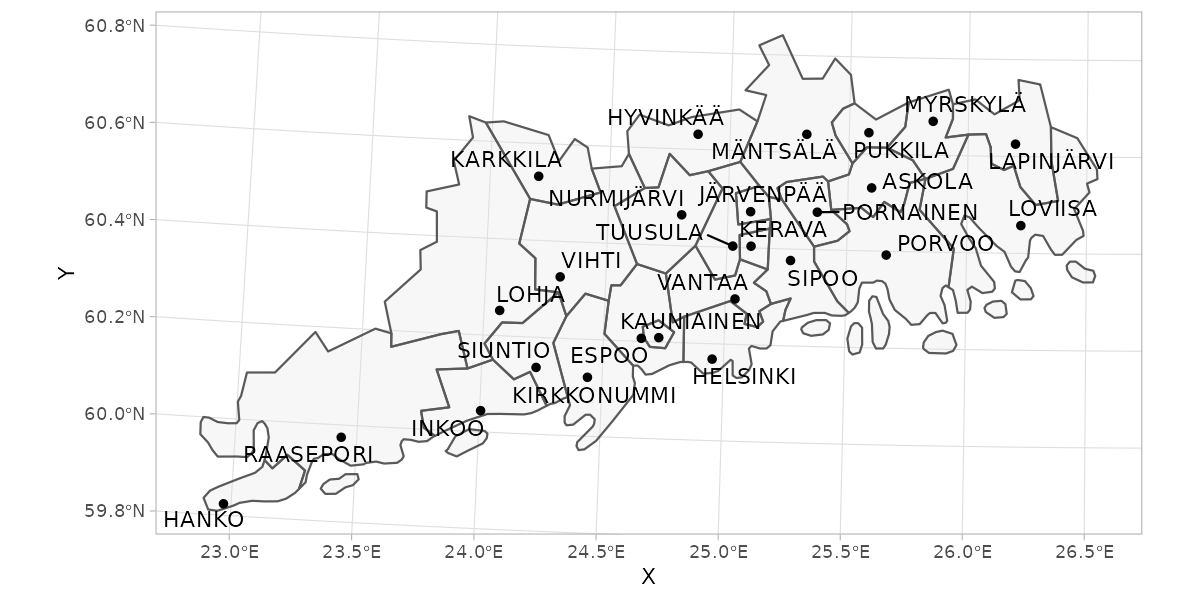 60.8°N
60.6°N
60.4°N
60.2°N
60.0°N
59.8°N
Y
MYRSKYLÄ
HYVINKÄÄ
MÄNTSÄLÄ
PUKKILA
KARKKILA
LAPINJÄRVI
ASKOLA
NURMIJÄRVI
JÄRVENPÄÄ
LOVIISA
PORNAINEN
TUUSULA
KERAVA
PORVOO
VIHTI
SIPOO
VANTAA
LOHJA
KAUNIAINEN
SIUNTIO
ESPOO
HELSINKI
KIRKKONUMMI
INKOO
RAASEPORI
HANKO
23.0°E
23.5°E
24.0°E
24.5°E
25.0°E
25.5°E
26.0°E
26.5°E
X